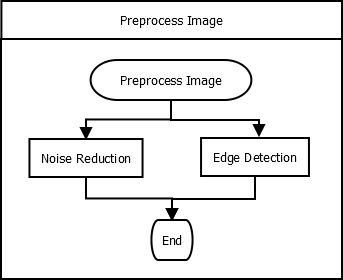 Preprocess Image
Preprocess Image
Noise Reduction
Edge Detection
End